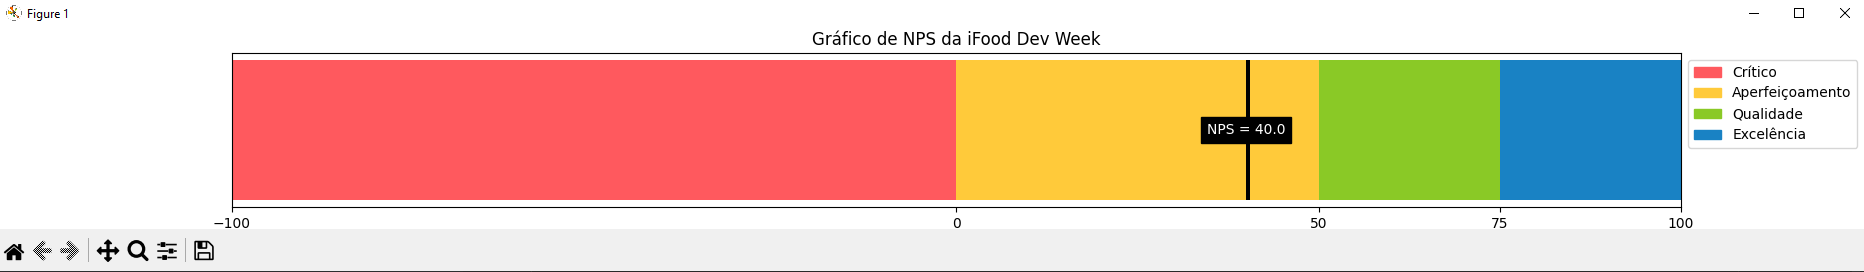 Figure 1
Gráfico de NPS da iFood Dev Week
Crítico
Aperfeiçoamento
Qualidade
Excelência
NPS = 40.0
−100 0 50 75 100